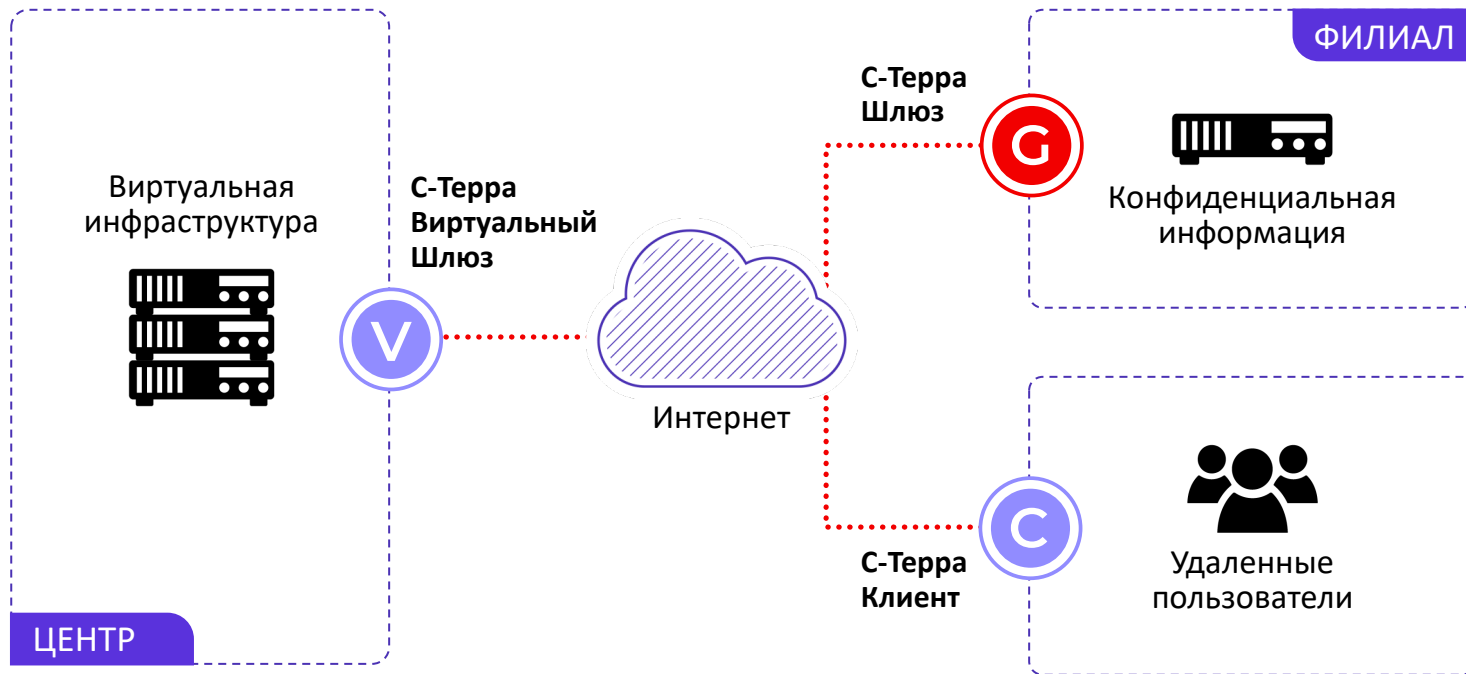 ФИЛИАЛ
С-Терра
Шлюз
G
Конфиденциальная
информация
Виртуальная
инфраструктура
С-Терра
Виртуальный
Шлюз
V
Интернет
C
С-Терра
Клиент
Удаленные
пользователи
ЦЕНТР